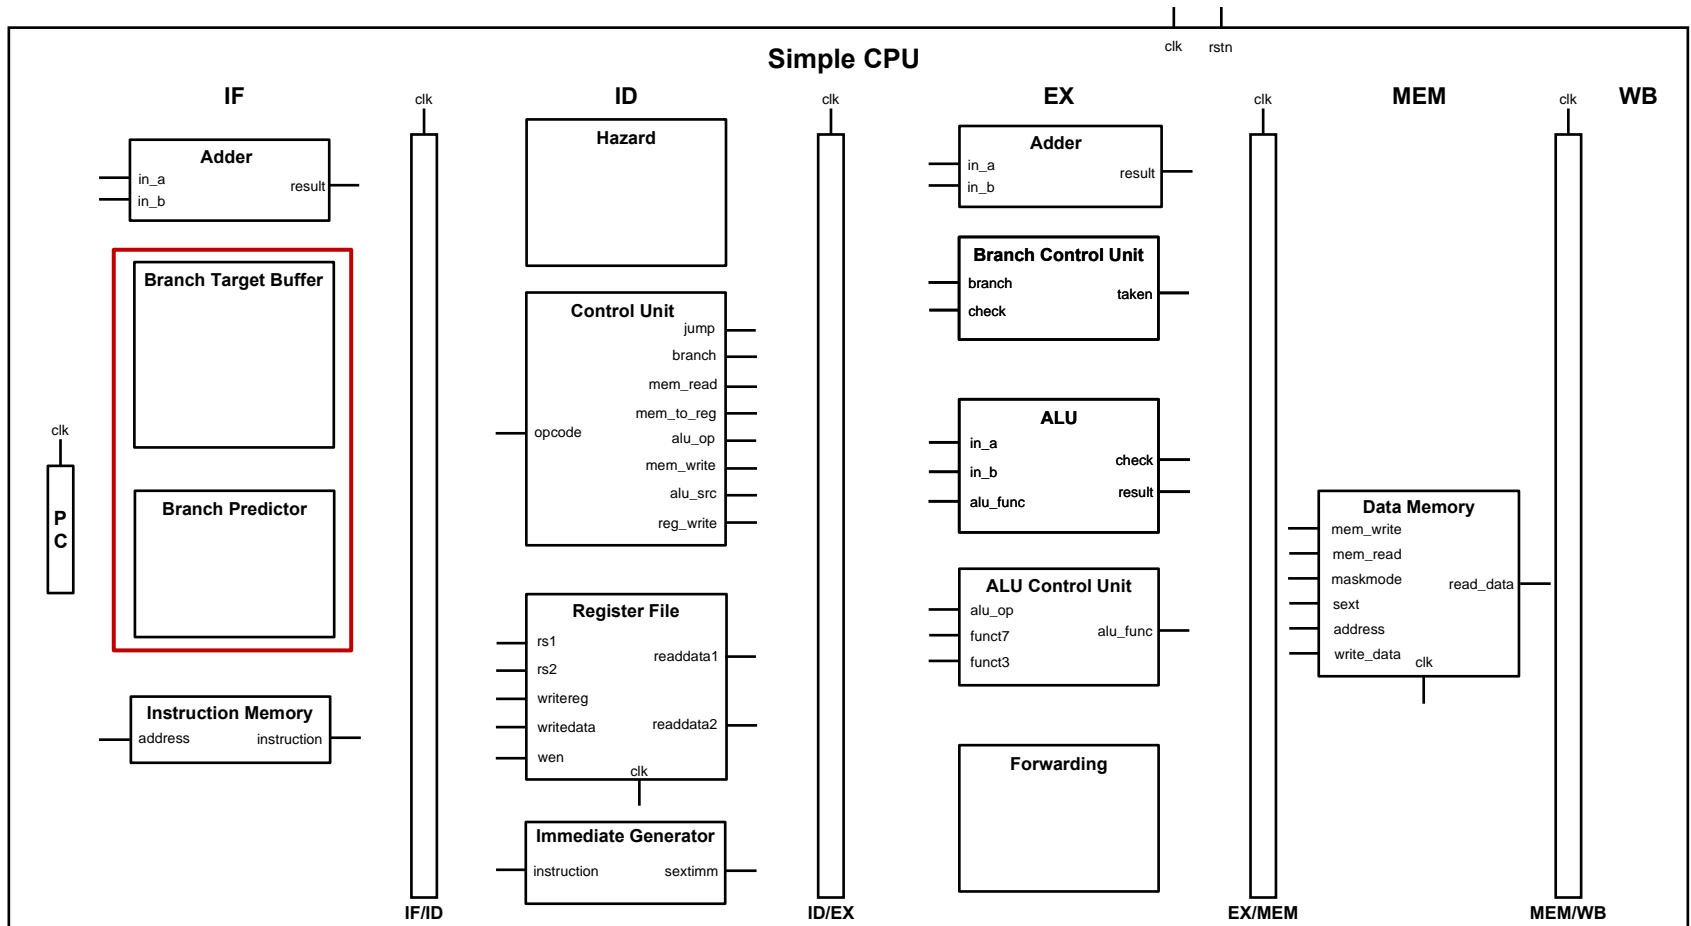 clk
rstn
Simple CPU
IF
clk
ID
clk
EX
clk
MEM
clk
WB
Adder
in_a
in_b
result
Branch Target Buffer
Branch Predictor
clk
P
C
Instruction Memory
address
instruction
IF/ID
Hazard
Control Unit
opcode
jump
branch
mem_read
mem_to_reg
alu_op
mem_write
alu_src
reg_write
Register File
rs1
rs2
writereg
writedata
wen
readdata1
readdata2
clk
Immediate Generator
instruction
sextimm
ID/EX
Adder
in_a
in_b
result
Branch Control Unit
branch
check
taken
ALU
in_a
in_b
alu_func
check
result
ALU Control Unit
alu_op
funct7
funct3
alu_func
Forwarding
EX/MEM
Data Memory
mem_write
mem_read
maskmode
sext
address
write_data
read_data
clk
MEM/WB